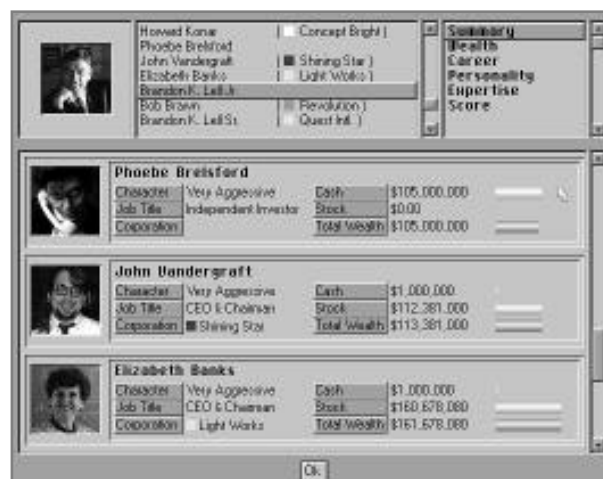 Howard Konar ( Concept Bright )
Phoebe Brelsford
John Vandergraft ( Shining Star )
Elizabeth Banks ( Light Works )
Brandon K. Lell Jr.
Bob Brawn ( Revolution )
Brandon K. Lell Sr. ( Quest Intl. )
Summary
Wealth
Career
Personality
Expertise
Score
Phoebe Brelsford
Character Very Aggressive Cash $105,000,000
Job Title Independent Investor Stock $0.00
Corporation Total Wealth $105,000,000
John Vandergraft
Character Very Aggressive Cash $1,000,000
Job Title CEO & Chairman Stock $112,381,000
Corporation Shining Star Total Wealth $113,381,000
Elizabeth Banks
Character Very Aggressive Cash $1,000,000
Job Title CEO & Chairman Stock $160,678,080
Corporation Light Works Total Wealth $161,678,080
Ok